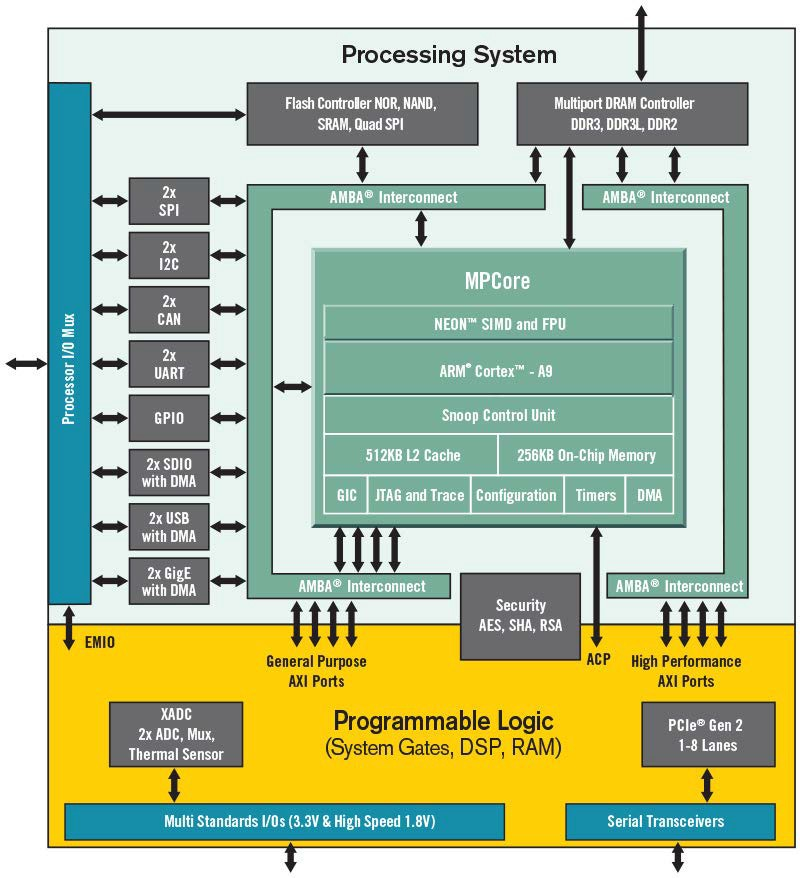 Processing System
Flash Controller NOR, NAND,
SRAM, Quad SPI
Multiport DRAM Controller
DDR3, DDR3L, DDR2
AMBA® Interconnect
AMBA® Interconnect
Processor I/O Mux
2x
SPI
2x
I2C
2x
CAN
2x
UART
GPIO
2x SDIO
with DMA
2x USB
with DMA
2x GigE
with DMA
MPCore
NEON™ SIMD and FPU
ARM® Cortex™ - A9
Snoop Control Unit
512KB L2 Cache
256KB On-Chip Memory
GIC
JTAG and Trace
Configuration
Timers
DMA
AMBA® Interconnect
AMBA® Interconnect
Security
AES, SHA, RSA
EMIO
General Purpose
AXI Ports
ACP
High Performance
AXI Ports
Programmable Logic
(System Gates, DSP, RAM)
XADC
2x ADC, Mux,
Thermal Sensor
PCIe® Gen 2
1-8 Lanes
Multi Standards I/Os (3.3V & High Speed 1.8V)
Serial Transceivers